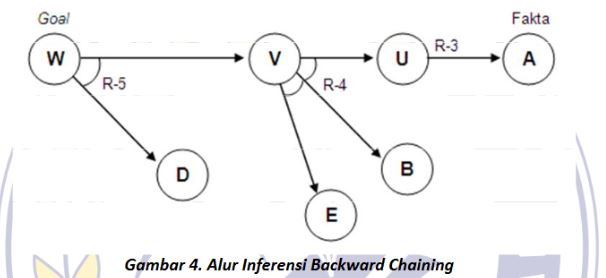 Goal
Fakta
W
V
U
R-3
A
R-5
R-4
D
B
E
Gambar 4. Alur Inferensi Backward Chaining